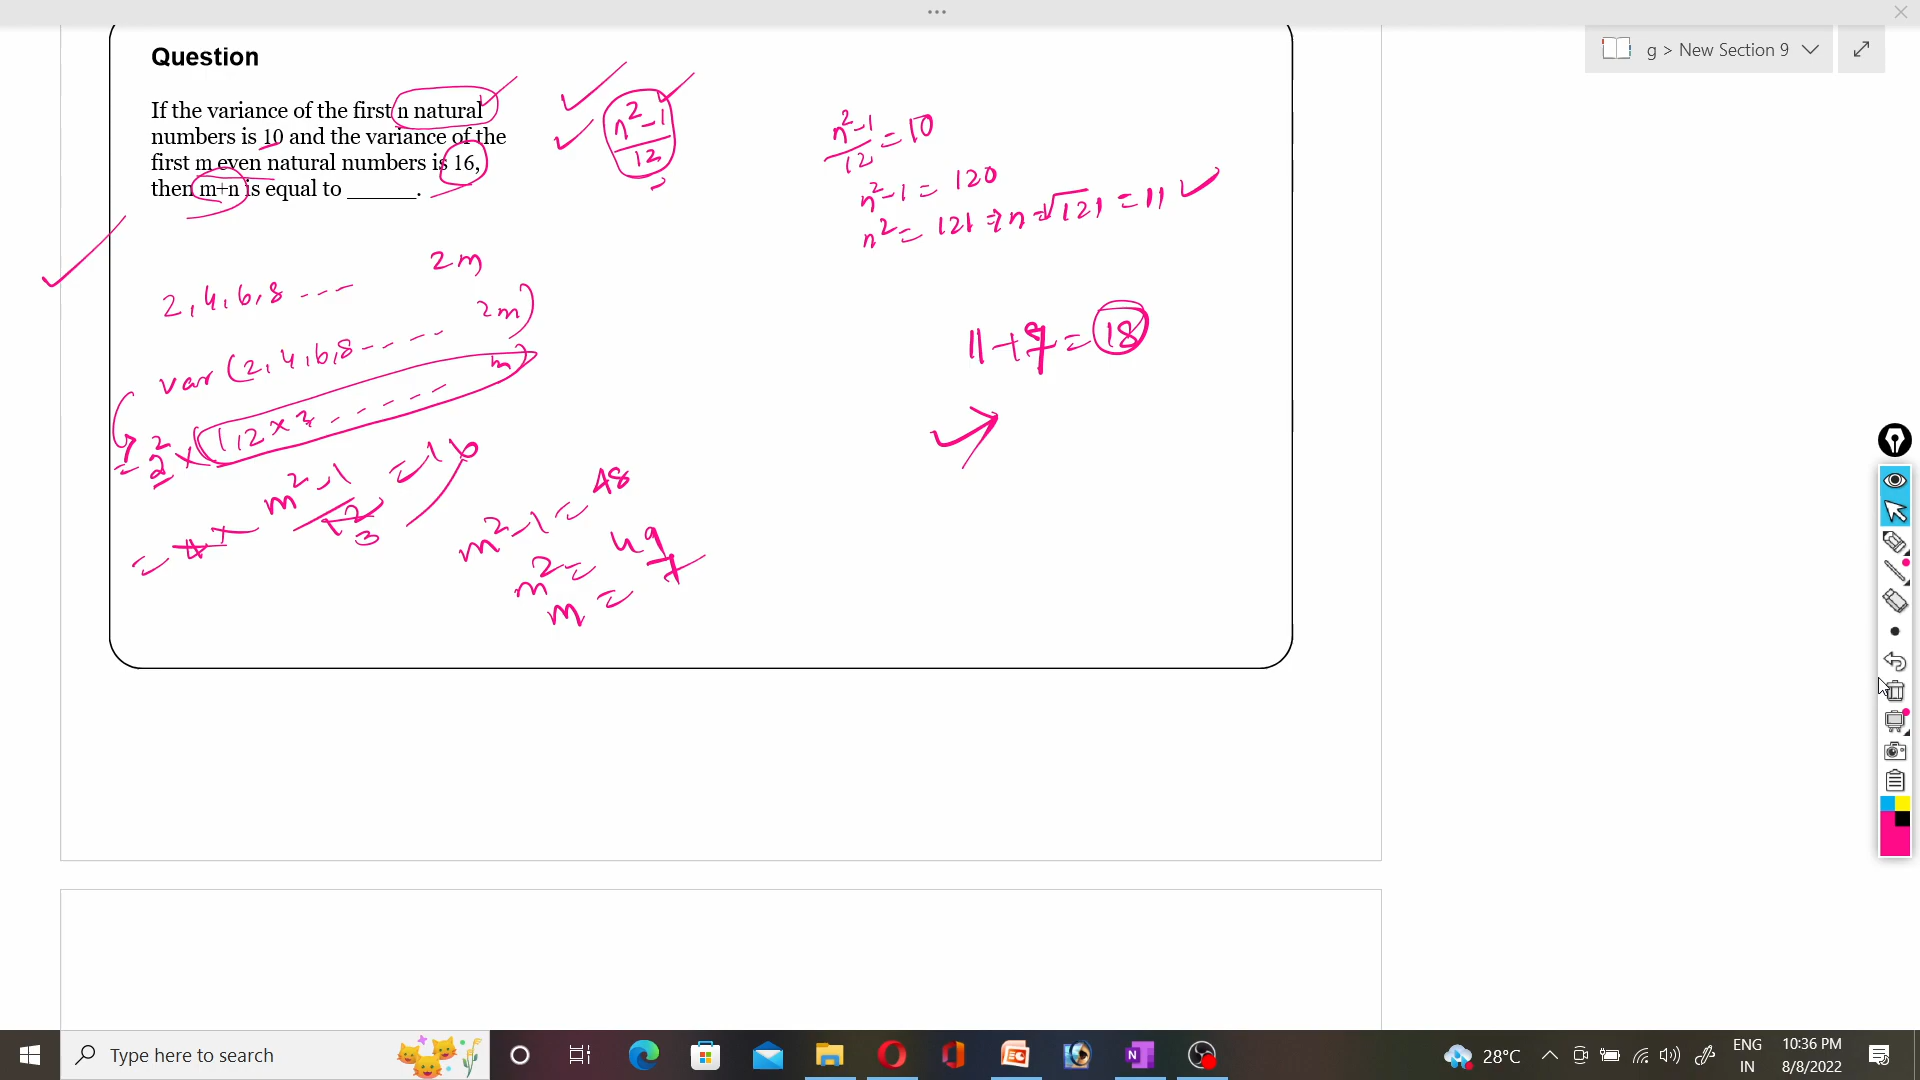 Question
g > New Section 9
If the variance of the first n natural
numbers is 10 and the variance of the
first m even natural numbers is 16,
then m+n is equal to ______.
n²-1
12
n²-1/12 = 10
n²-1 = 120
n² = 121 ⇒ n = √121 = 11
2, 4, 6, 8 --- 2m
var (2, 4, 6, 8 ----- 2m)
= 2² × (1, 2 × 3 ------ m)
= 4 × m²-1/12 = 16
3
m²-1 = 48
m² = 49
m = 7
11+7 = 18
Type here to search
28°C
ENG
IN
10:36 PM
8/8/2022